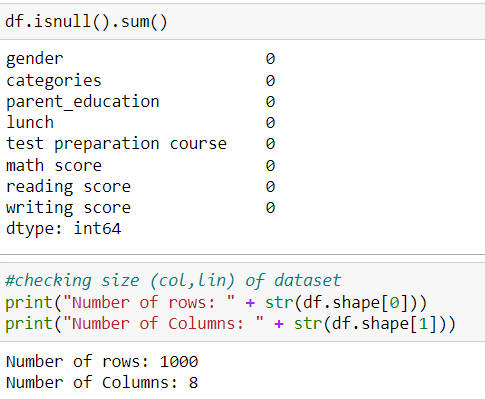 df.isnull().sum()
gender 0
categories 0
parent_education 0
lunch 0
test preparation course 0
math score 0
reading score 0
writing score 0
dtype: int64
#checking size (col,lin) of dataset
print("Number of rows: " + str(df.shape[0]))
print("Number of Columns: " + str(df.shape[1]))
Number of rows: 1000
Number of Columns: 8